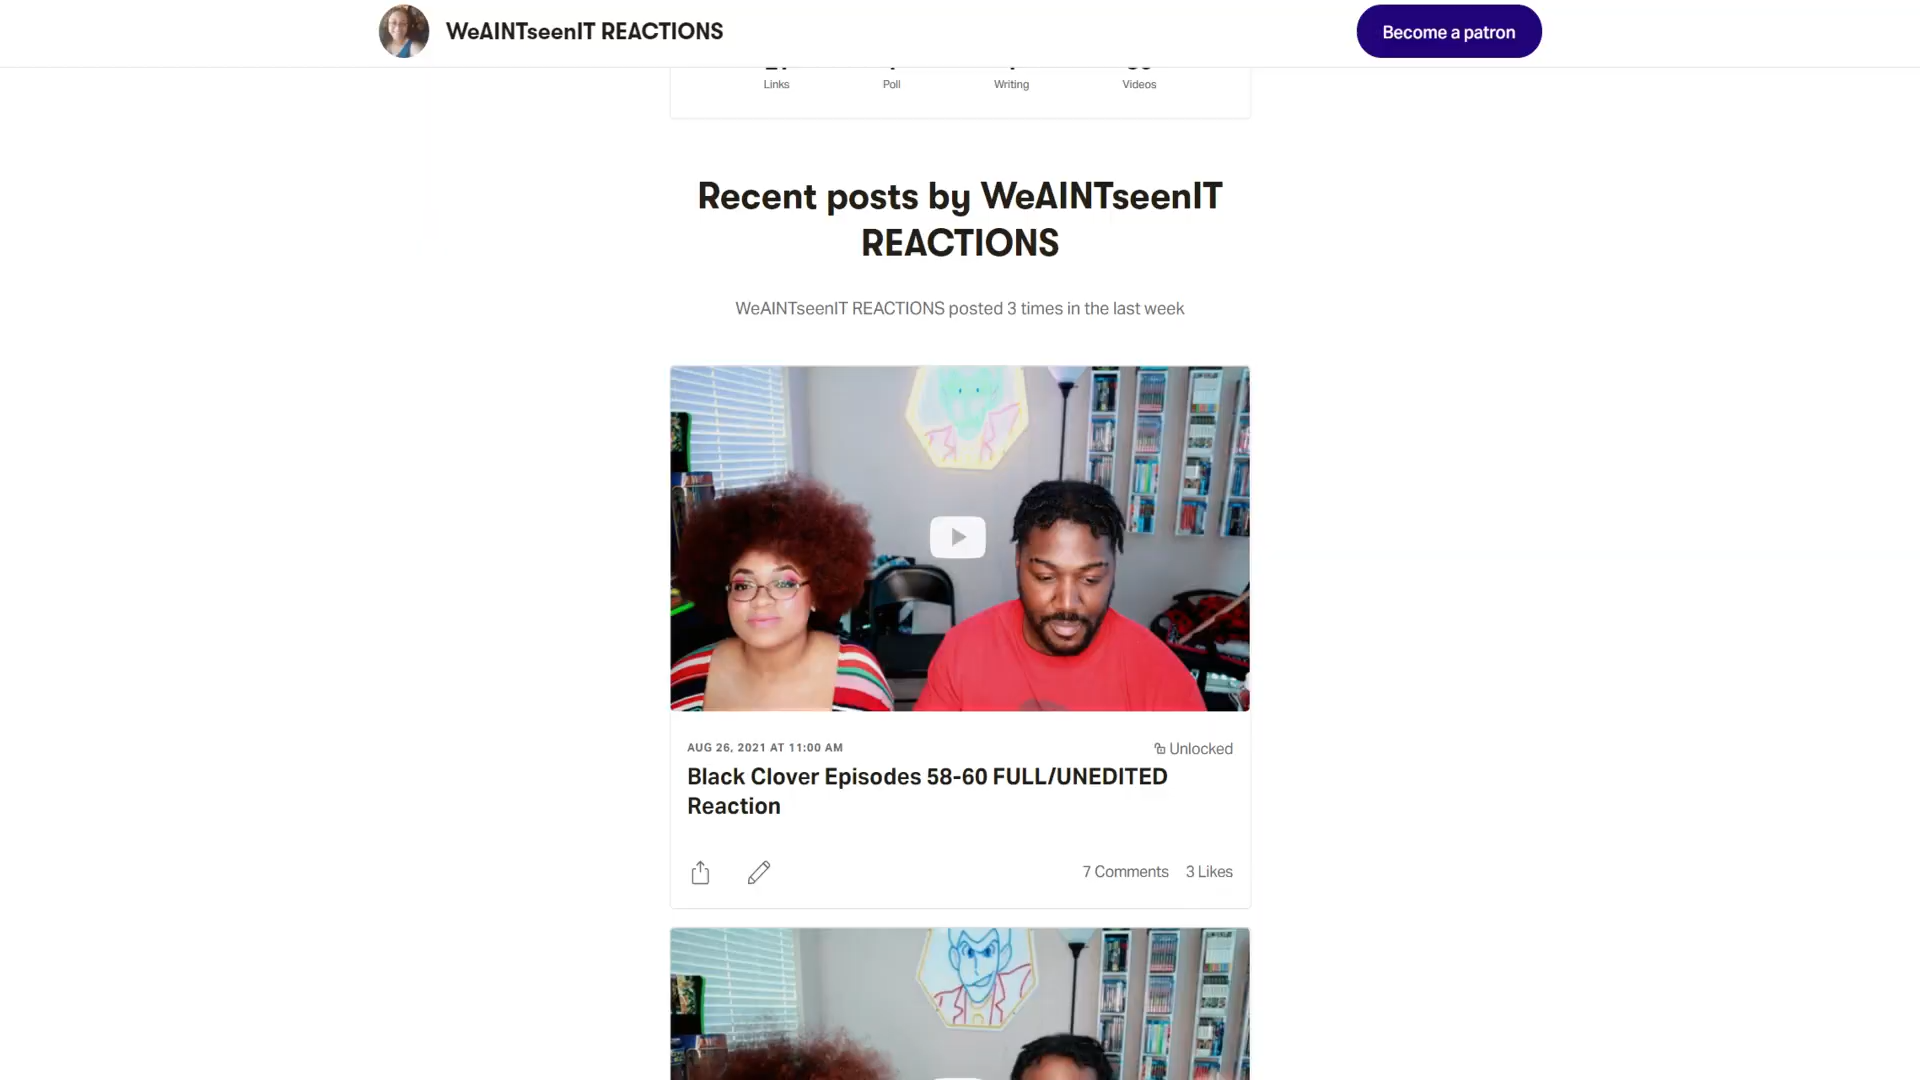 WeAINTseenIT REACTIONS
Become a patron
Links
Poll
Writing
Videos
Recent posts by WeAINTseenIT
REACTIONS
WeAINTseenIT REACTIONS posted 3 times in the last week
AUG 26, 2021 AT 11:00 AM
Unlocked
Black Clover Episodes 58-60 FULL/UNEDITED
Reaction
7 Comments
3 Likes